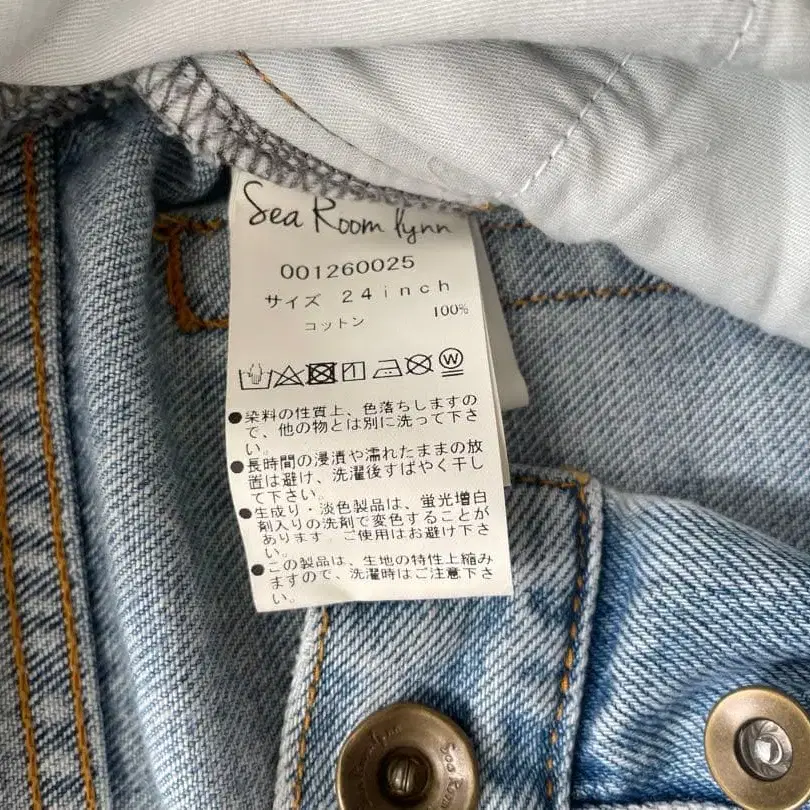 Sea Room lynn
001260025
サイズ 24inch
コットン 100%
W
●染料の性質上、色落ちしますの
で、他の物とは別に洗って下さ
い。
●長時間の浸漬や濡れたままの放
置は避け、洗濯後すばやく干し
て下さい。
●生成り・淡色製品は、蛍光増白
剤入りの洗剤で変色することが
あります。ご使用はお避け下さ
い。
●この製品は、生地の特性上縮み
ますので、洗濯時はご注意下さ
い。
Sea Room lynn